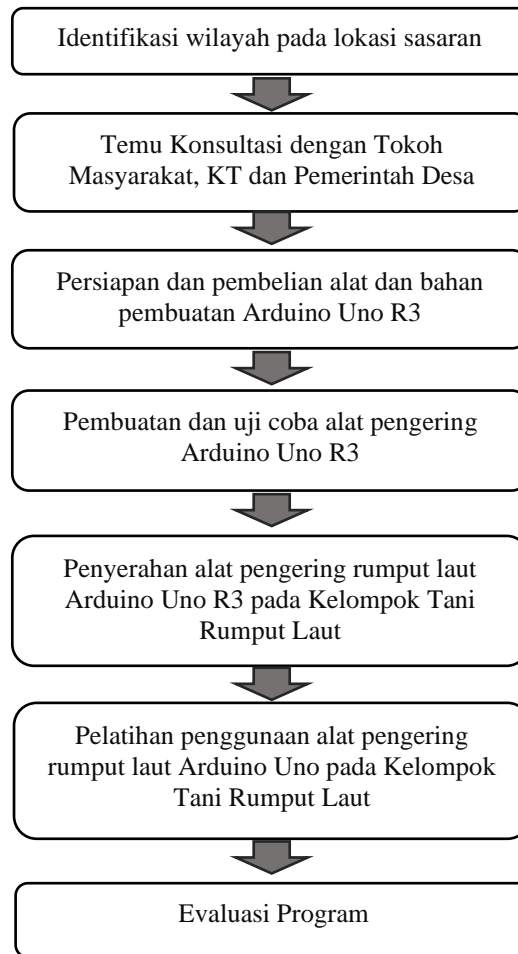 Identifikasi wilayah pada lokasi sasaran
Temu Konsultasi dengan Tokoh
Masyarakat, KT dan Pemerintah Desa
Persiapan dan pembelian alat dan bahan
pembuatan Arduino Uno R3
Pembuatan dan uji coba alat pengering
Arduino Uno R3
Penyerahan alat pengering rumput laut
Arduino Uno R3 pada Kelompok Tani
Rumput Laut
Pelatihan penggunaan alat pengering
rumput laut Arduino Uno pada Kelompok
Tani Rumput Laut
Evaluasi Program